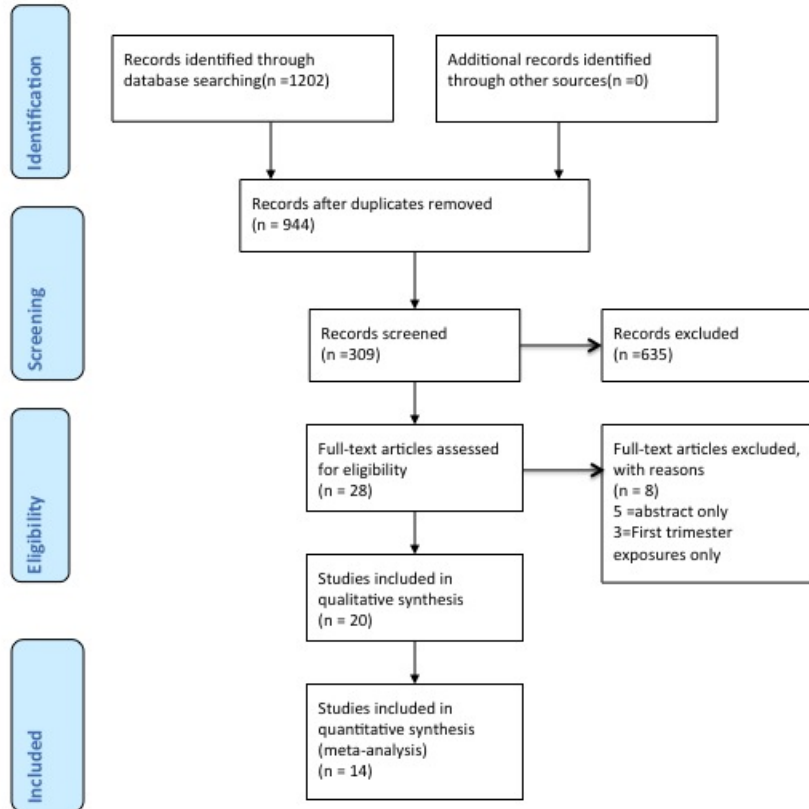 Identification
Records identified through
database searching(n =1202)
Additional records identified
through other sources(n =0)
Records after duplicates removed
(n = 944)
Screening
Records screened
(n =309)
Records excluded
(n =635)
Eligibility
Full-text articles assessed
for eligibility
(n = 28)
Full-text articles excluded,
with reasons
(n = 8)
5 =abstract only
3=First trimester
exposures only
Studies included in
qualitative synthesis
(n = 20)
Included
Studies included in
quantitative synthesis
(meta-analysis)
(n = 14)